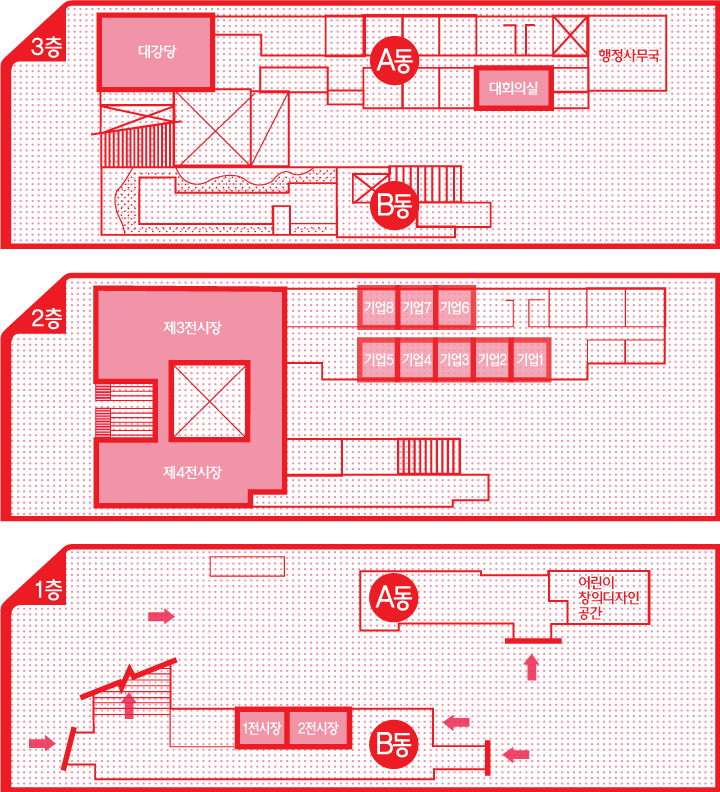 3층
대강당
A동
행정사무국
대회의실
B동
2층
제3전시장
기업8
기업7
기업6
기업5
기업4
기업3
기업2
기업1
제4전시장
1층
A동
어린이
창의디자인
공간
1전시장
2전시장
B동